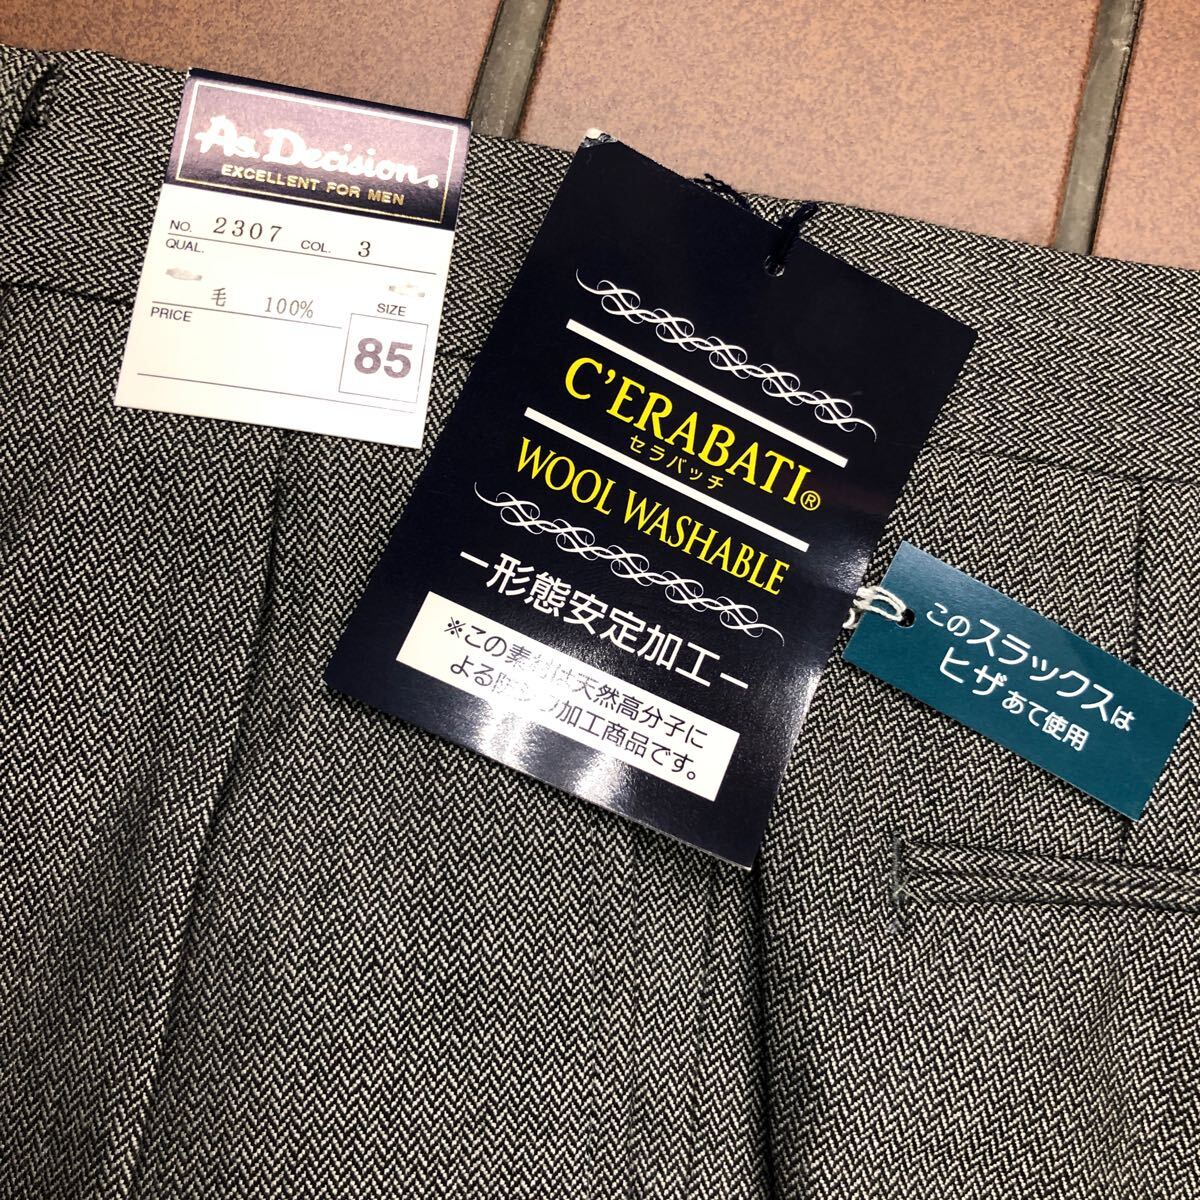 As. Decision.
EXCELLENT FOR MEN
NO. 2307 COL. 3
QUAL.
毛 100%
SIZE
PRICE
85
C'ERABATI®
セラバッチ
WOOL WASHABLE
ー形態安定加工ー
※この素材は天然高分子に
よる防シワ加工商品です。
このスラックスは
ヒザあて使用